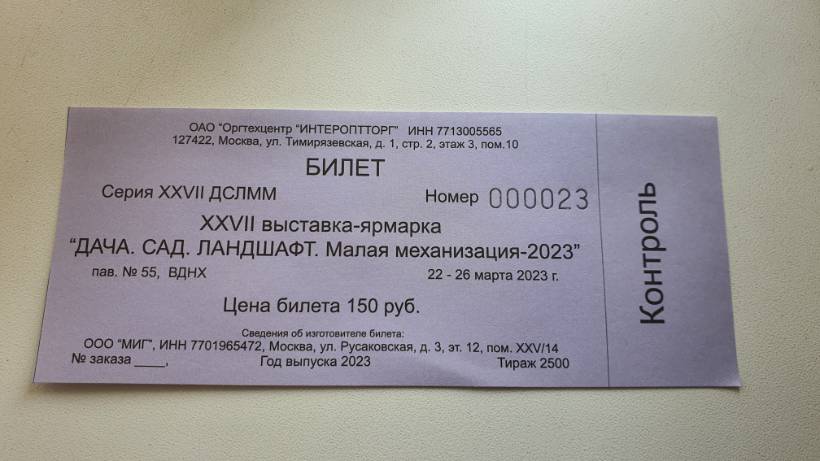 ОАО "Оргтехцентр "ИНТЕРОПТТОРГ" ИНН 7713005565
127422, Москва, ул. Тимирязевская, д. 1, стр. 2, этаж 3, пом.10
БИЛЕТ
Серия XXVII ДСЛММ Номер 000023
XXVII выставка-ярмарка
"ДАЧА. САД. ЛАНДШАФТ. Малая механизация-2023"
пав. № 55, ВДНХ 22 - 26 марта 2023 г.
Цена билета 150 руб.
Сведения об изготовителе билета:
ООО "МИГ", ИНН 7701965472, Москва, ул. Русаковская, д. 3, эт. 12, пом. XXV/14
№ заказа ____, Год выпуска 2023 Тираж 2500
Контроль